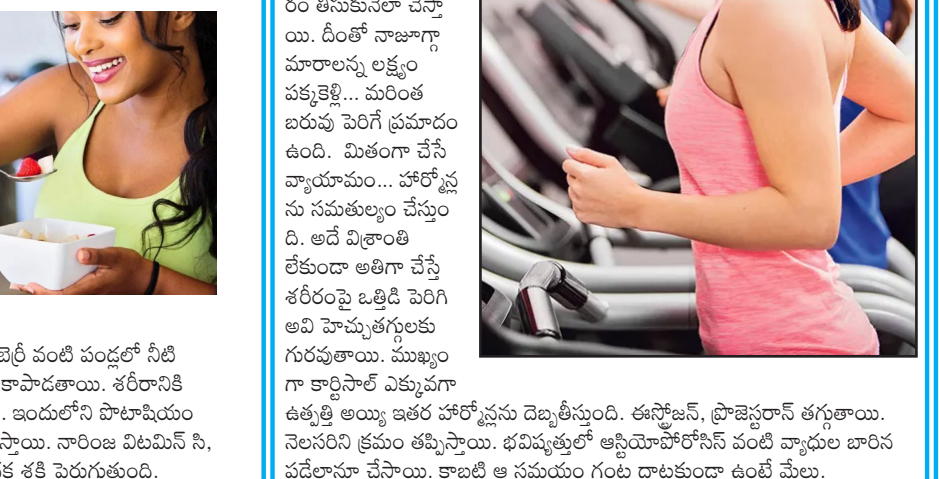 బెర్రీ వంటి పండ్లలో నీటి
కాపాడతాయి. శరీరానికి
. ఇందులోని పొటాషియం
స్తాయి. నారింజ విటమిన్ సి,
క శక్తి పెరుగుతుంది.
రం తీసుకునేలా చేస్తా
యి. దీంతో నాజూగ్గా
మారాలన్న లక్ష్యం
పక్కకెళ్లి... మరింత
బరువు పెరిగే ప్రమాదం
ఉంది. మితంగా చేసే
వ్యాయామం... హార్మోన్ల
ను సమతుల్యం చేస్తుం
ది. అదే విశ్రాంతి
లేకుండా అతిగా చేస్తే
శరీరంపై ఒత్తిడి పెరిగి
అవి హెచ్చుతగ్గులకు
గురవుతాయి. ముఖ్యం
గా కార్టిసాల్ ఎక్కువగా
ఉత్పత్తి అయ్యి ఇతర హార్మోన్లను దెబ్బతీస్తుంది. ఈస్ట్రోజన్, ప్రొజెస్టరాన్ తగ్గుతాయి.
నెలసరిని క్రమం తప్పిస్తాయి. భవిష్యత్తులో ఆస్టియోపోరోసిస్ వంటి వ్యాధుల బారిన
పడేలానూ చేస్తాయి. కాబట్టి ఆ సమయం గంట దాటకుండా ఉంటే మేలు.